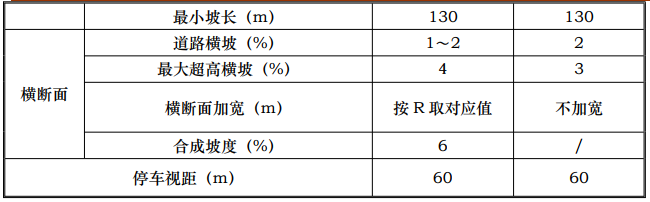 最小坡长（m） 130 130
道路横坡（%） 1～2 2
最大超高横坡（%） 4 3
横断面 横断面加宽（m） 按 R 取对应值 不加宽
合成坡度（%） 6 /
停车视距（m） 60 60